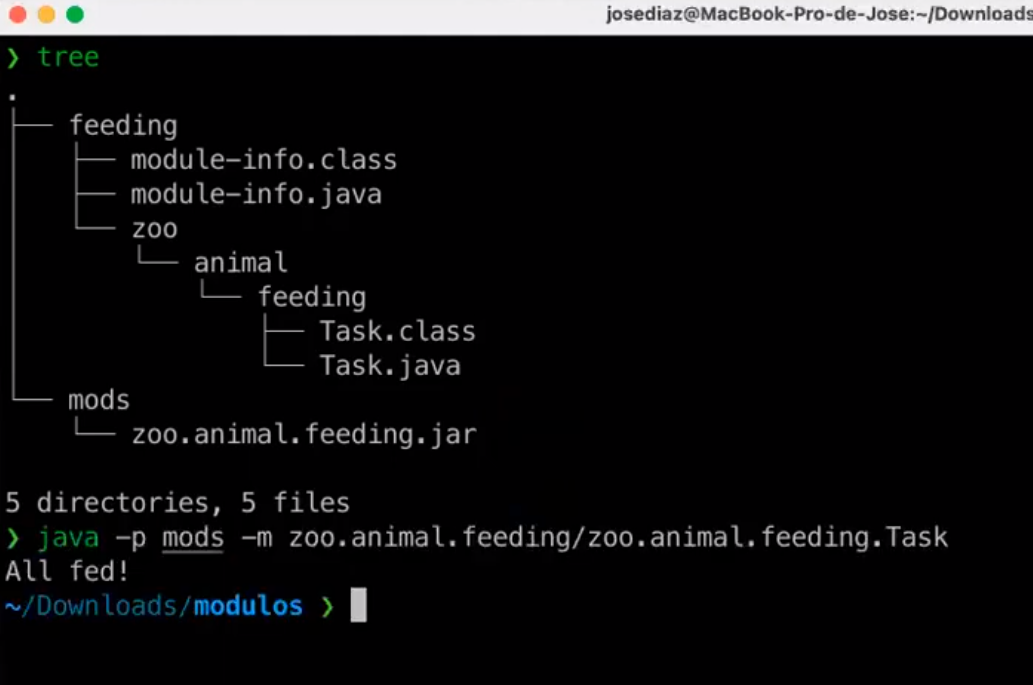 josediaz@MacBook-Pro-de-Jose:~/Downloads
❯ tree
.
├── feeding
│   ├── module-info.class
│   ├── module-info.java
│   └── zoo
│       └── animal
│           └── feeding
│               ├── Task.class
│               └── Task.java
└── mods
    └── zoo.animal.feeding.jar
5 directories, 5 files
❯ java -p mods -m zoo.animal.feeding/zoo.animal.feeding.Task
All fed!
~/Downloads/modulos ❯